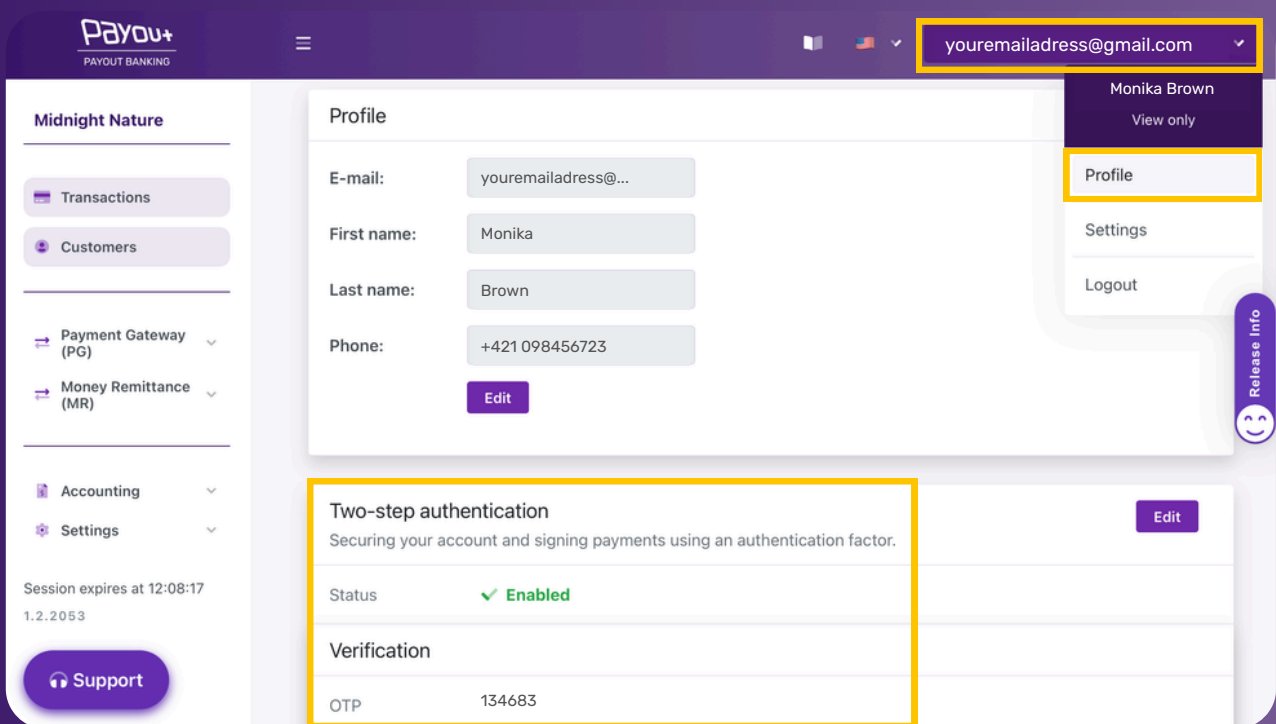 Payou+
PAYOUT BANKING
youremailadress@gmail.com
Monika Brown
View only
Profile
Settings
Logout
Midnight Nature
Transactions
Customers
Payment Gateway
(PG)
Money Remittance
(MR)
Accounting
Settings
Session expires at 12:08:17
1.2.2053
Support
Profile
E-mail: youremailadress@...
First name: Monika
Last name: Brown
Phone: +421 098456723
Edit
Two-step authentication
Edit
Securing your account and signing payments using an authentication factor.
Status Enabled
Verification
OTP 134683
Release Info